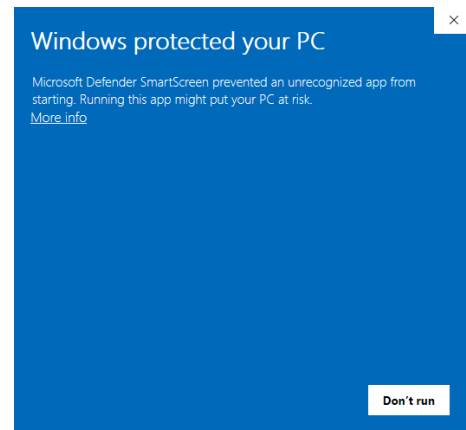 Windows protected your PC
Microsoft Defender SmartScreen prevented an unrecognized app from
starting. Running this app might put your PC at risk.
More info
Don't run